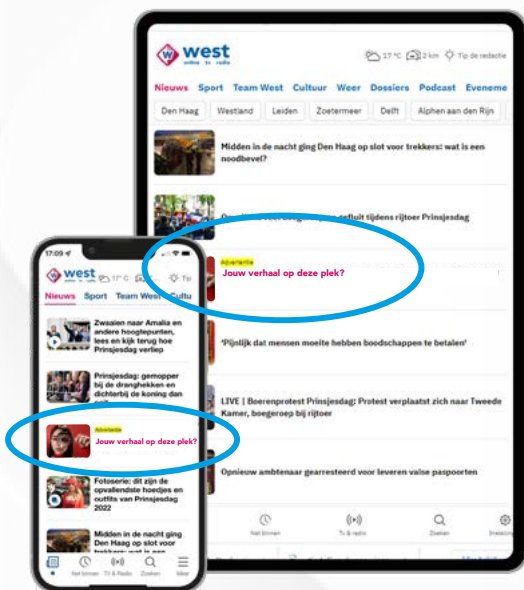 west
online tv radio
17 °C 2 km Tip de redactie
Nieuws Sport Team West Cultuur Weer Dossiers Podcast Eveneme
Den Haag Westland Leiden Zoetermeer Delft Alphen aan den Rijn
Midden in de nacht ging Den Haag op slot voor trekkers: wat is een
noodbevel?
tijdens rijtoer Prinsjesdag
Advertentie
Jouw verhaal op deze plek?
'Pijnlijk dat mensen moeite hebben boodschappen te betalen'
LIVE | Boerenprotest Prinsjesdag: Protest verplaatst zich naar Tweede
Kamer, boegeroep bij rijtoer
Opnieuw ambtenaar gearresteerd voor leveren valse paspoorten
Net binnen Tv & radio Zoeken Instelling
17:09
west
17 °C Tip
Nieuws Sport Team West Cultu
Zwaaien naar Amalia en
andere hoogtepunten,
lees en kijk terug hoe
Prinsjesdag verliep
Prinsjesdag: gemopper
bij de dranghekken en
dichterbij de koning dan
Advertentie
Jouw verhaal op deze plek?
Fotoserie: dit zijn de
opvallendste hoedjes en
outfits van Prinsjesdag
2022
Midden in de nacht ging
Den Haag op slot voor
trekkers: wat is een
Net binnen TV & Radio Zoeken Meer